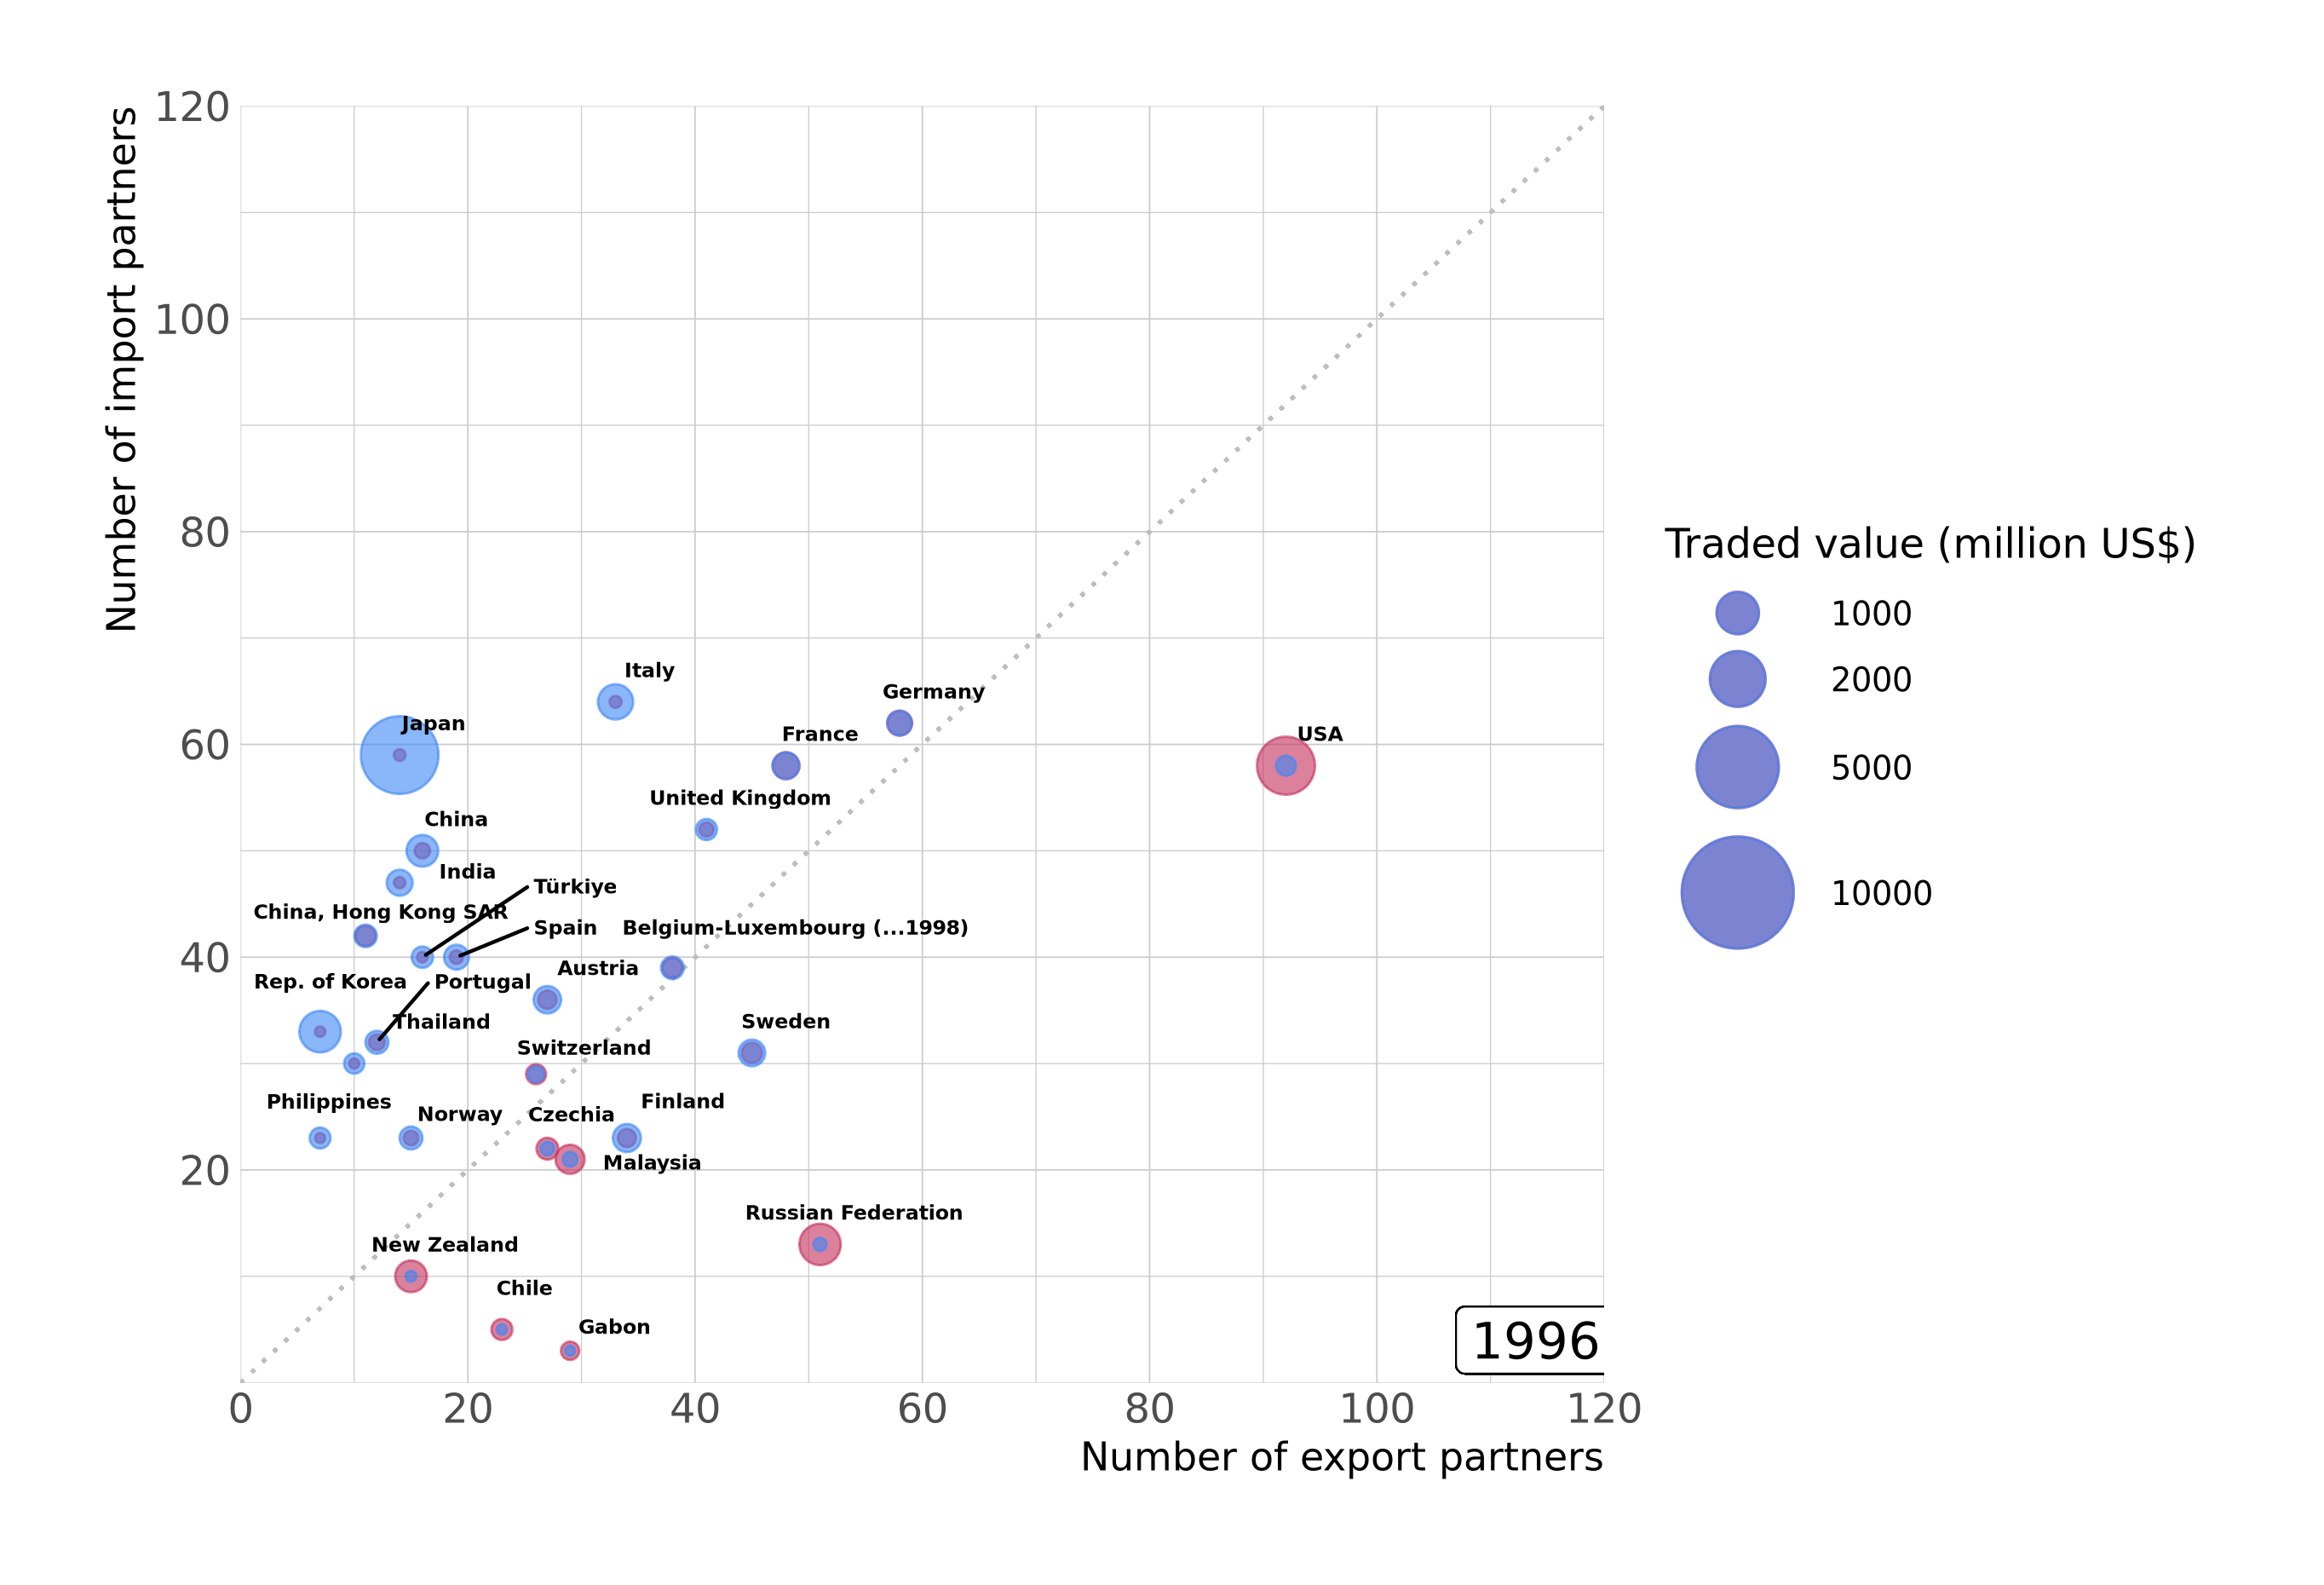 Number of import partners
120
100
80
60
40
20
0
20
40
60
80
100
120
Number of export partners
Italy
Germany
Japan
France
USA
United Kingdom
China
India
Türkiye
China, Hong Kong SAR
Spain
Belgium-Luxembourg (...1998)
Austria
Rep. of Korea
Portugal
Thailand
Sweden
Switzerland
Philippines
Norway
Czechia
Finland
Malaysia
Russian Federation
New Zealand
Chile
Gabon
1996
Traded value (million US$)
1000
2000
5000
10000